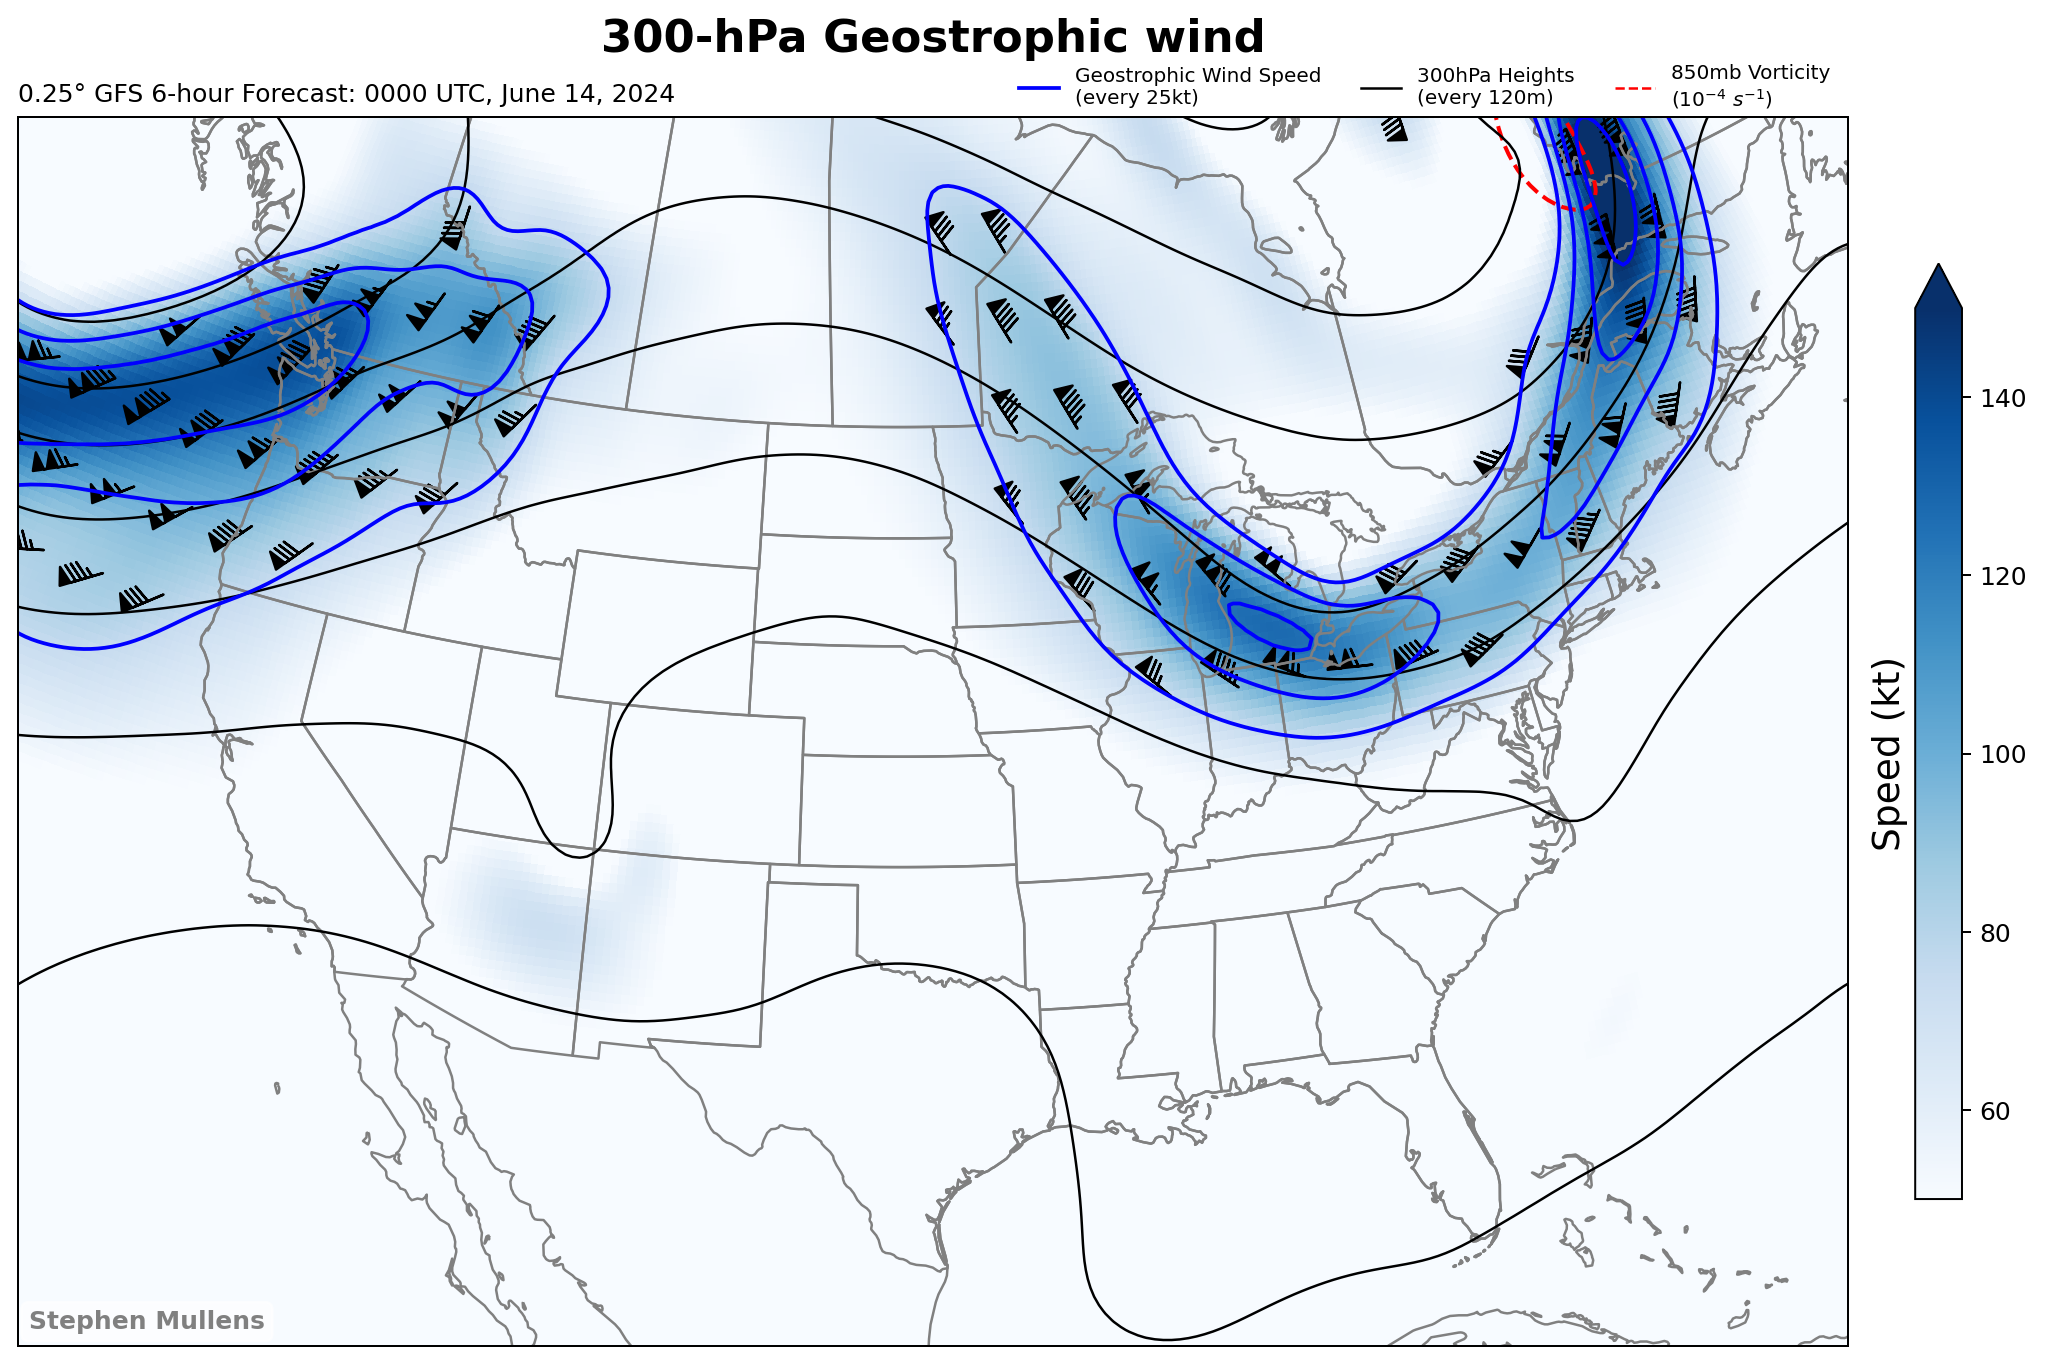 300-hPa Geostrophic wind
0.25° GFS 6-hour Forecast: 0000 UTC, June 14, 2024
Geostrophic Wind Speed
(every 25kt)
300hPa Heights
(every 120m)
850mb Vorticity
(10⁻⁴ s⁻¹)
140
120
100
80
60
Speed (kt)
Stephen Mullens